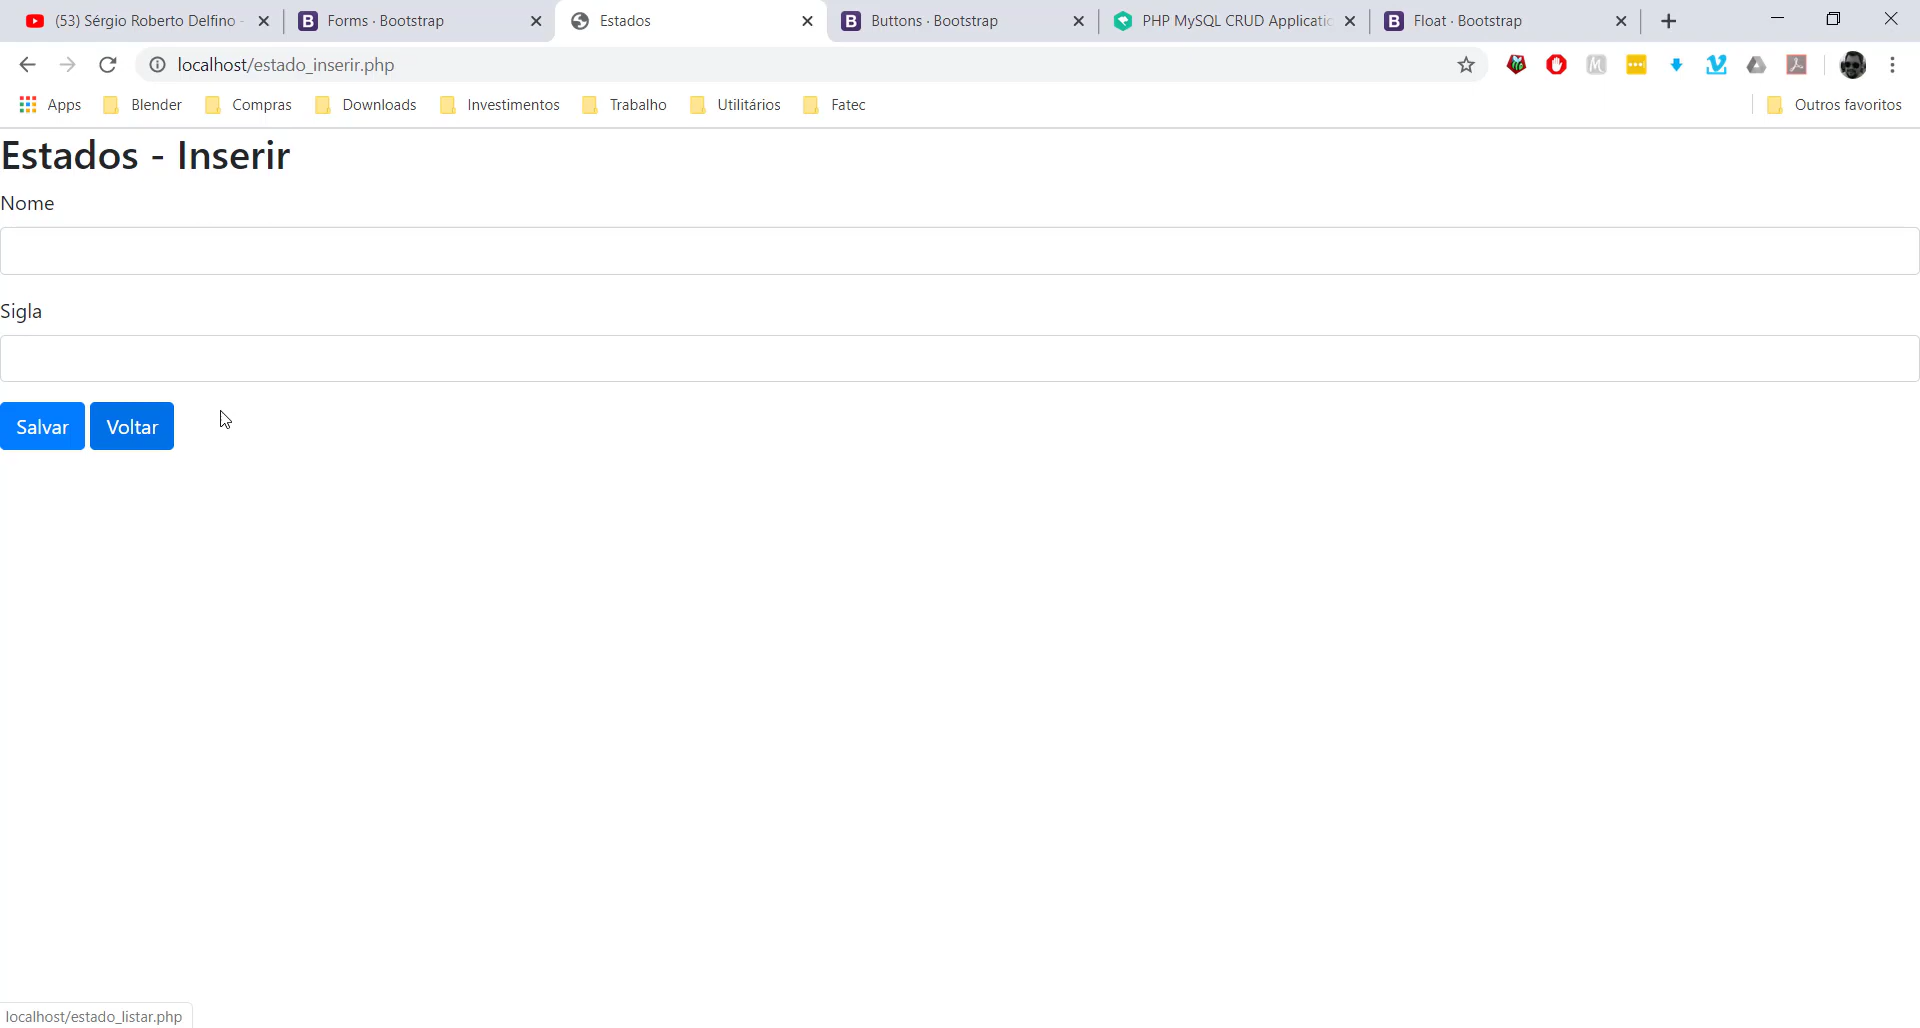 (53) Sérgio Roberto Delfino -
Forms · Bootstrap
Estados
Buttons · Bootstrap
PHP MySQL CRUD Applicatic
Float · Bootstrap
localhost/estado_inserir.php
Apps
Blender
Compras
Downloads
Investimentos
Trabalho
Utilitários
Fatec
Outros favoritos
Estados - Inserir
Nome
Sigla
Salvar
Voltar
localhost/estado_listar.php